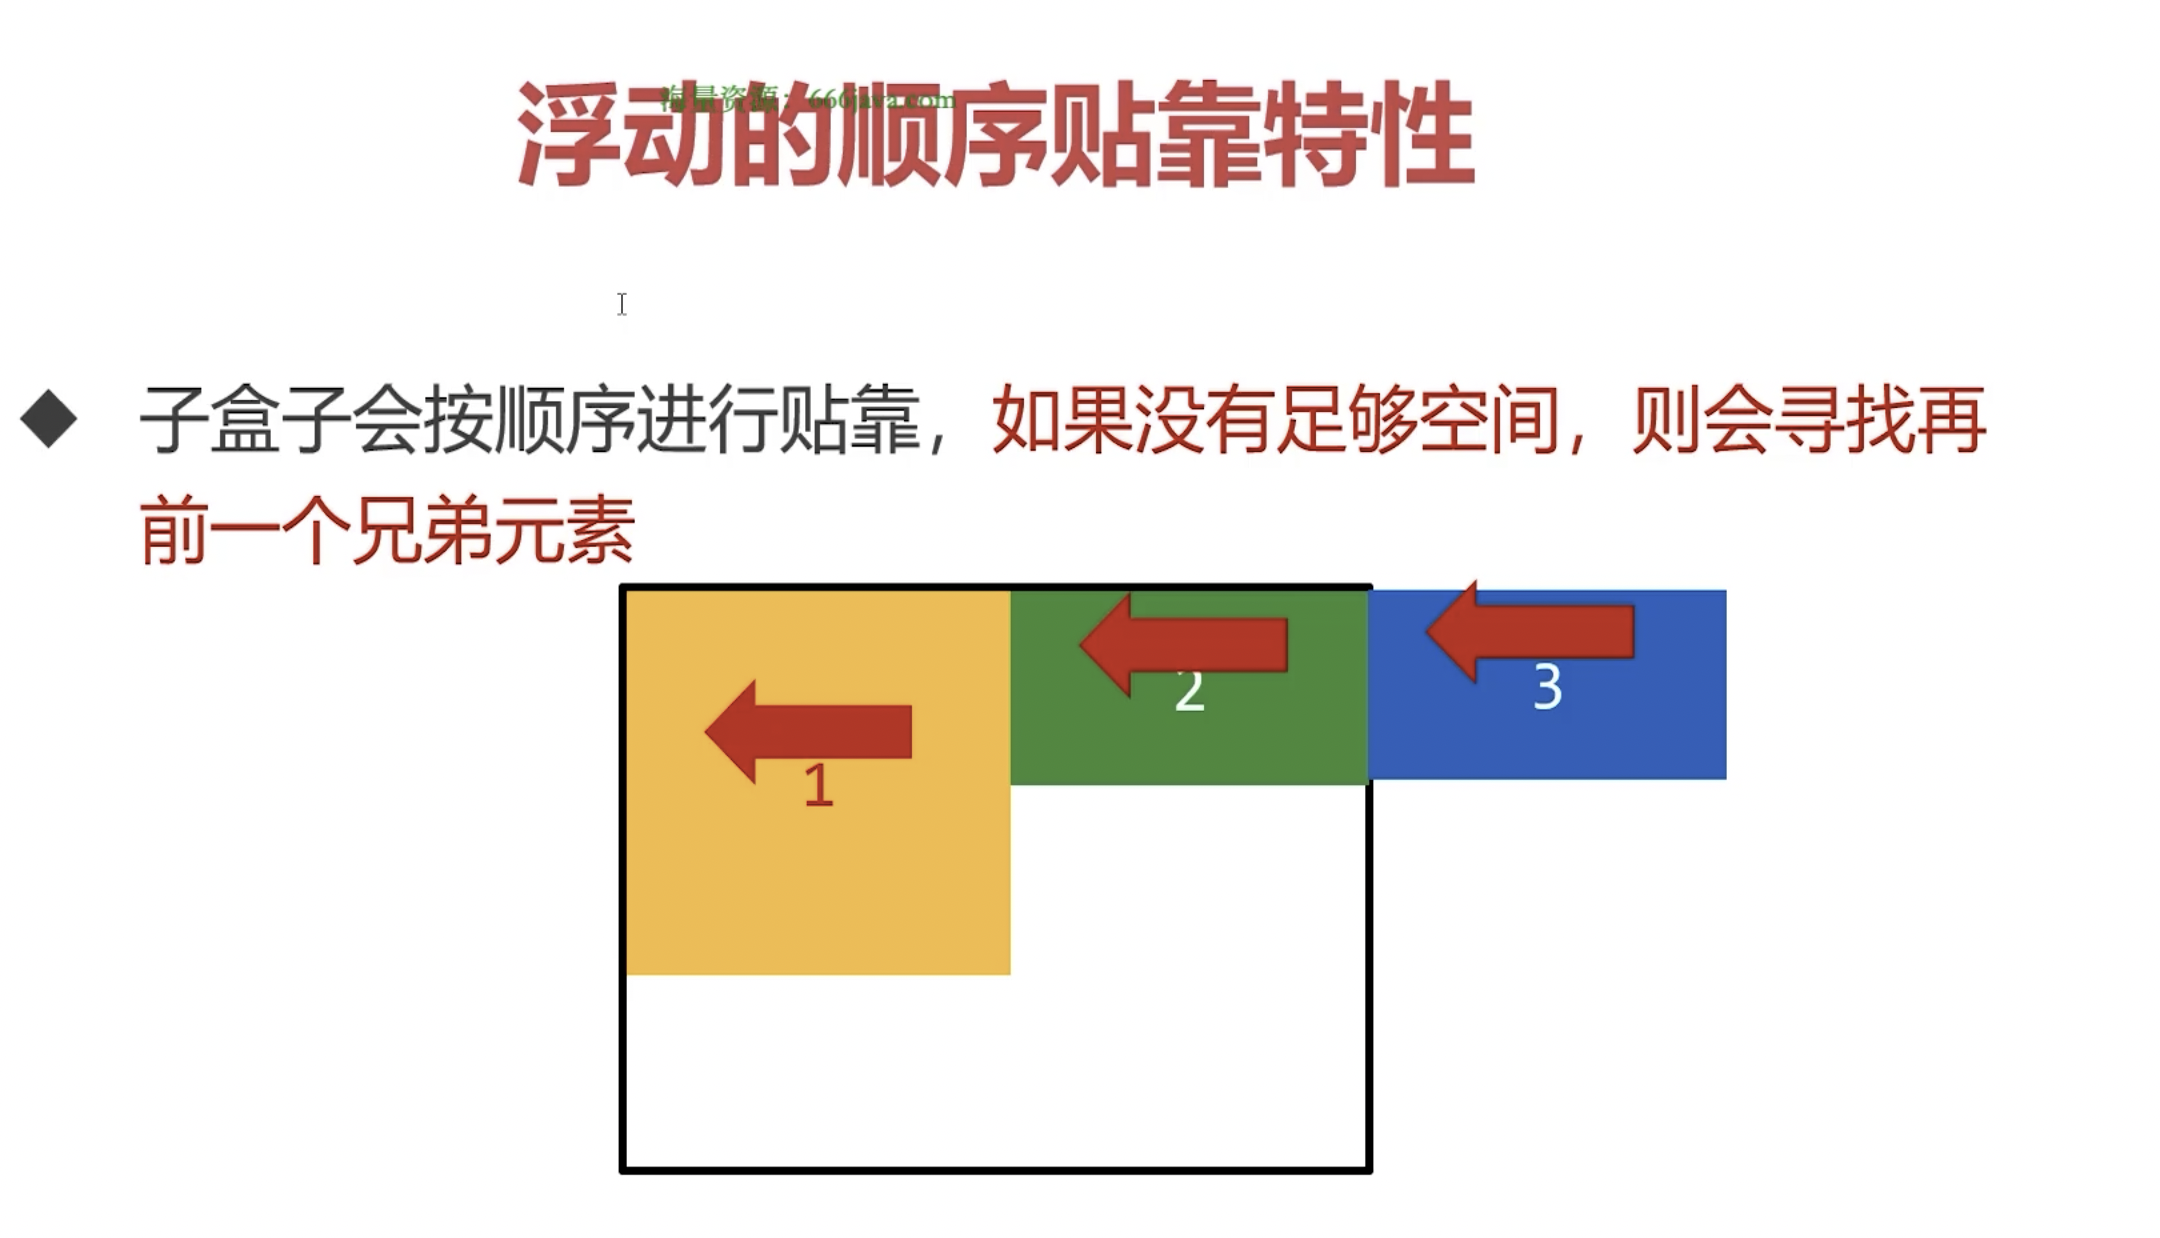 海量资源：666java.com
浮动的顺序贴靠特性
子盒子会按顺序进行贴靠，如果没有足够空间，则会寻找再
前一个兄弟元素
1
2
3